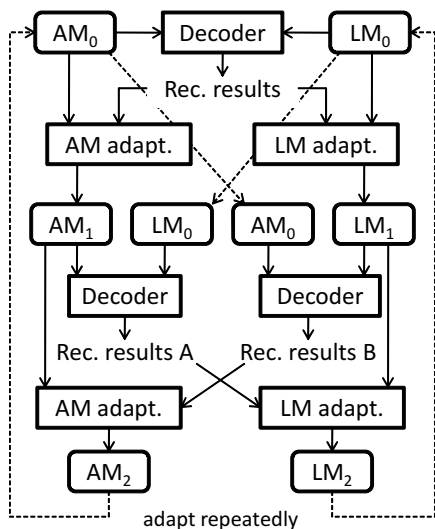 AM₀ Decoder LM₀
Rec. results
AM adapt. LM adapt.
AM₁ LM₀ AM₀ LM₁
Decoder Decoder
Rec. results A Rec. results B
AM adapt. LM adapt.
AM₂ LM₂
adapt repeatedly